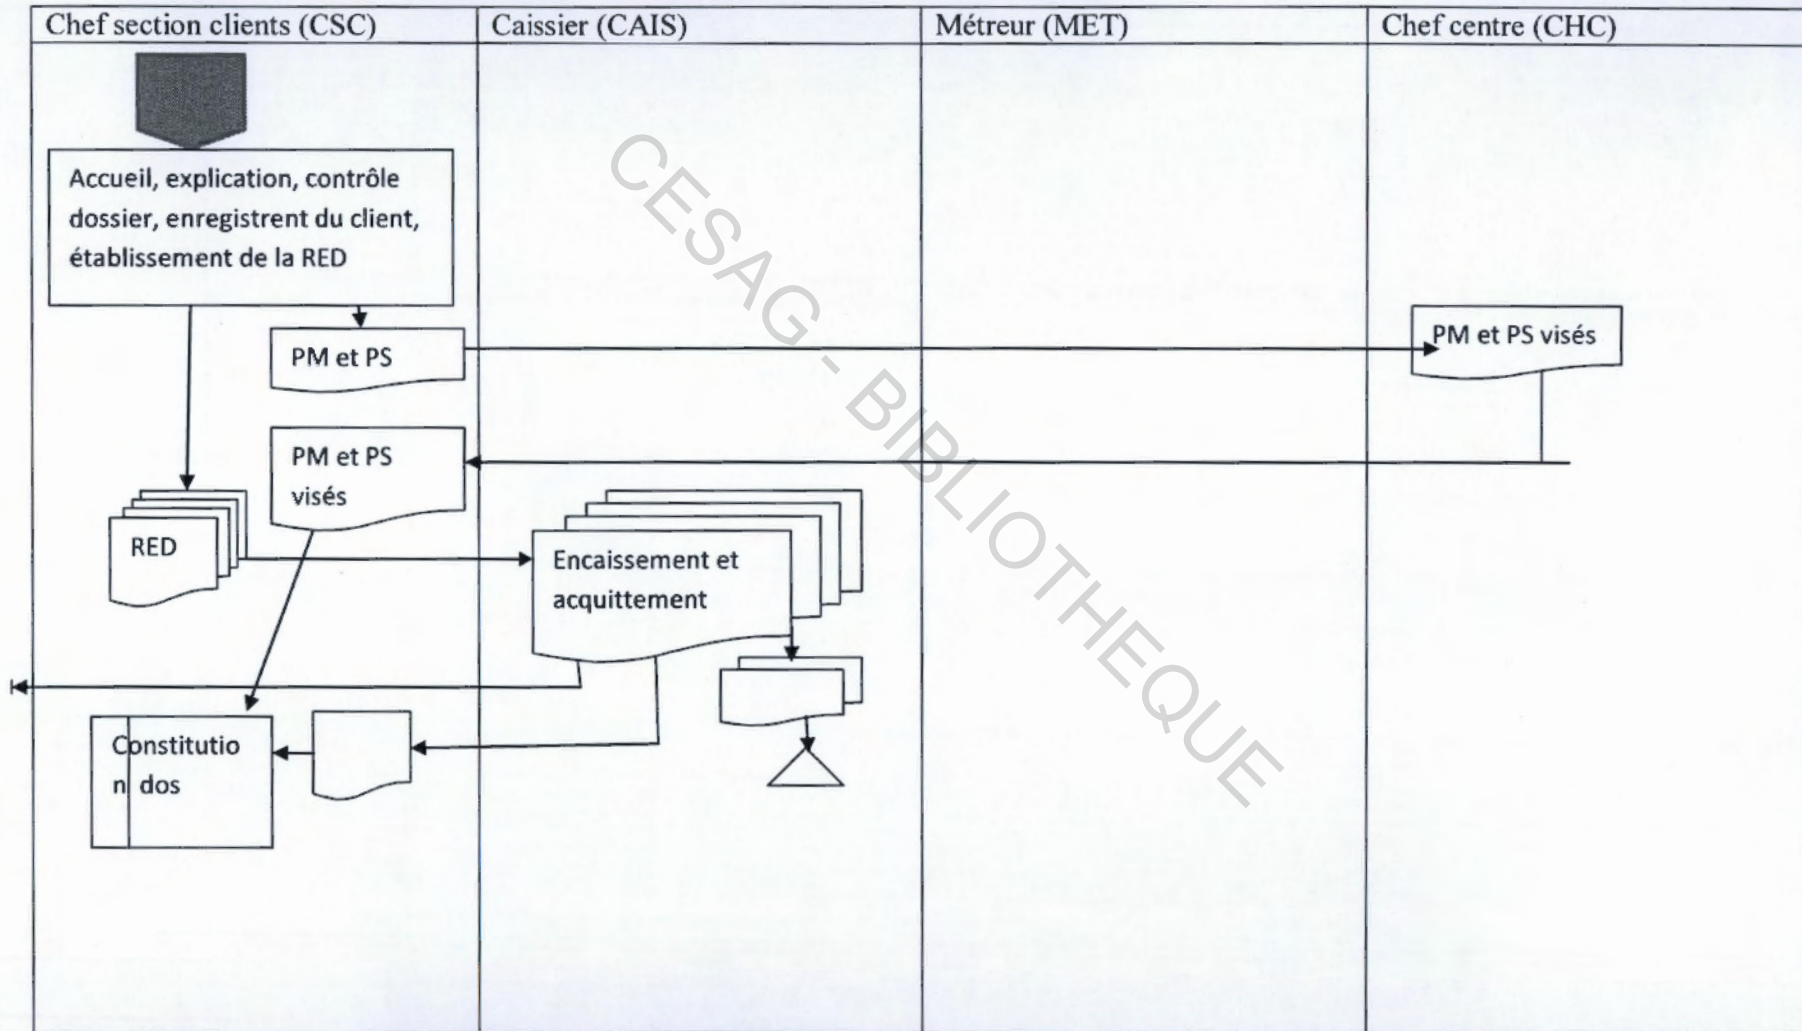 Chef section clients (CSC)
Caissier (CAIS)
Métreur (MET)
Chef centre (CHC)
Accueil, explication, contrôle
dossier, enregistrent du client,
établissement de la RED
PM et PS
PM et PS visés
PM et PS
visés
RED
Encaissement et
acquittement
Constitutio
n dos
CESAG - BIBLIOTHEQUE